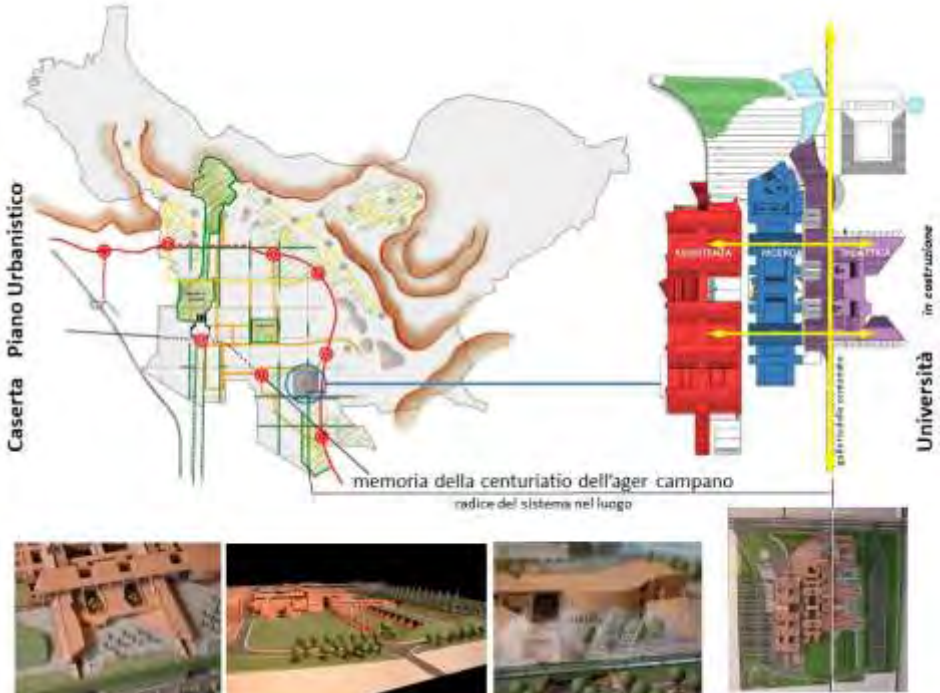 Caserta Piano Urbanistico
ASSISTENZA
RICERCA
DIDATTICA
in costruzione
Università
memoria della centuriatio dell'ager campano
radice del sistema nel luogo